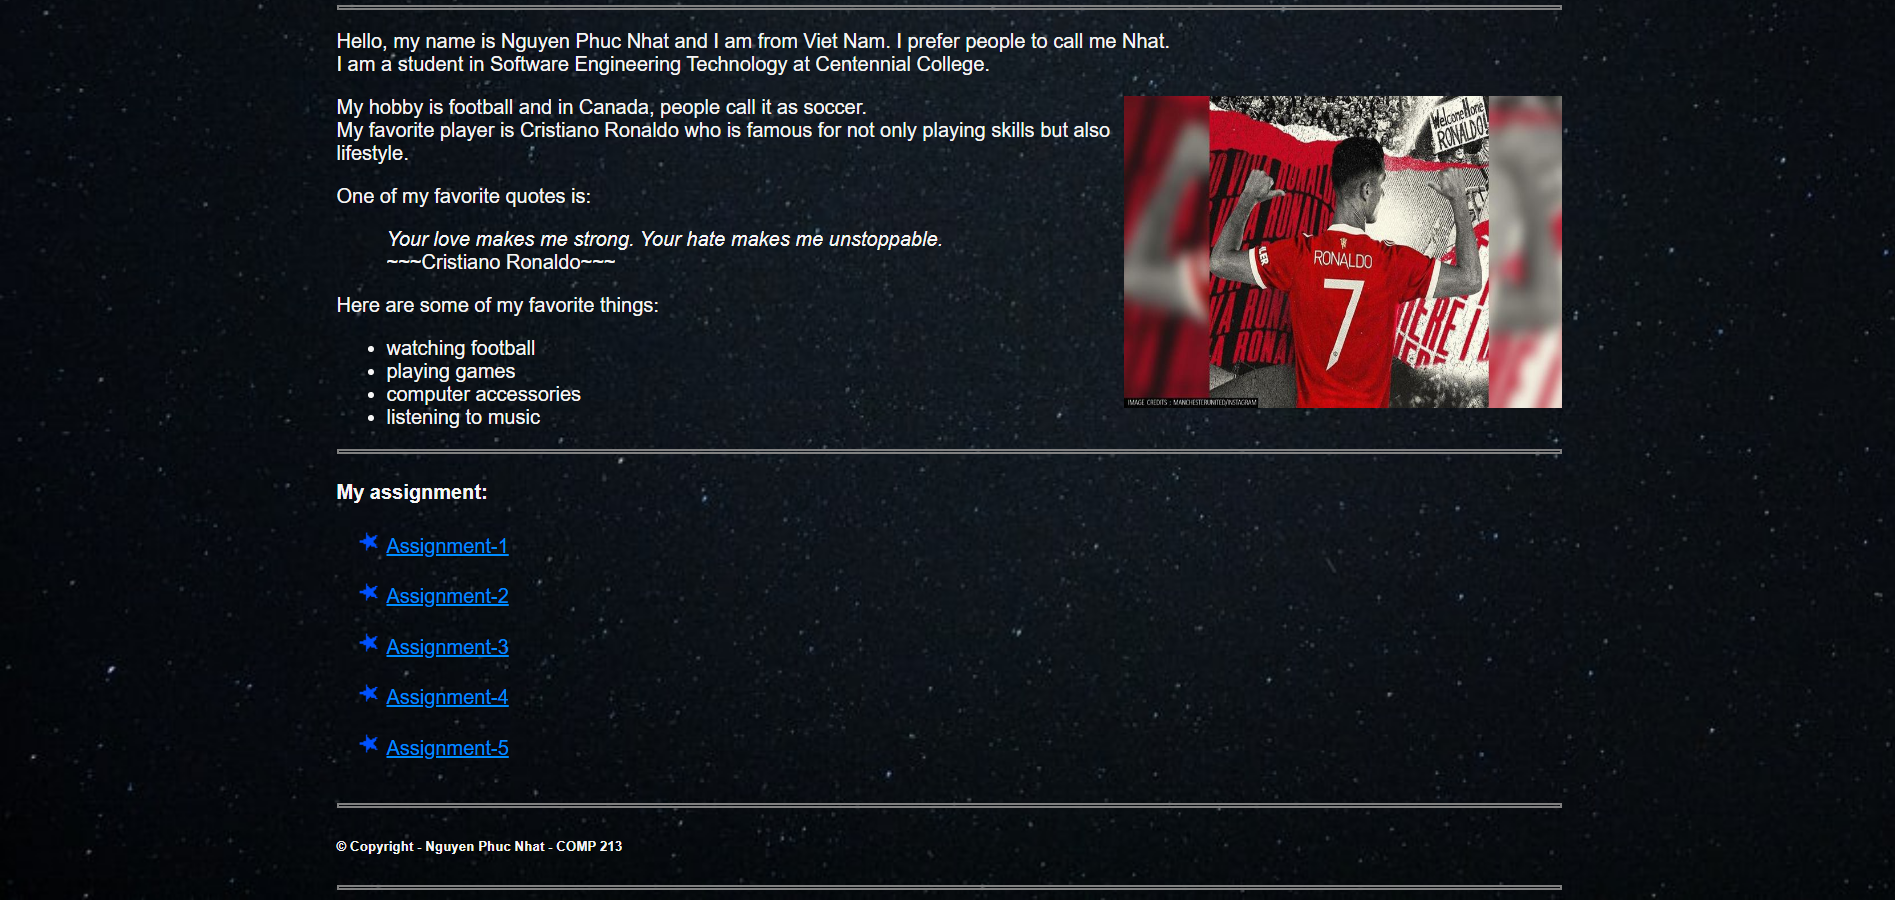 Hello, my name is Nguyen Phuc Nhat and I am from Viet Nam. I prefer people to call me Nhat.
I am a student in Software Engineering Technology at Centennial College.
My hobby is football and in Canada, people call it as soccer.
My favorite player is Cristiano Ronaldo who is famous for not only playing skills but also
lifestyle.
One of my favorite quotes is:
Your love makes me strong. Your hate makes me unstoppable.
~~~Cristiano Ronaldo~~~
Here are some of my favorite things:
• watching football
• playing games
• computer accessories
• listening to music
Welcome Home
RONALDO!
RONALDO
7
IMAGE CREDITS : MANCHESTERUNITED/INSTAGRAM
My assignment:
Assignment-1
Assignment-2
Assignment-3
Assignment-4
Assignment-5
© Copyright - Nguyen Phuc Nhat - COMP 213